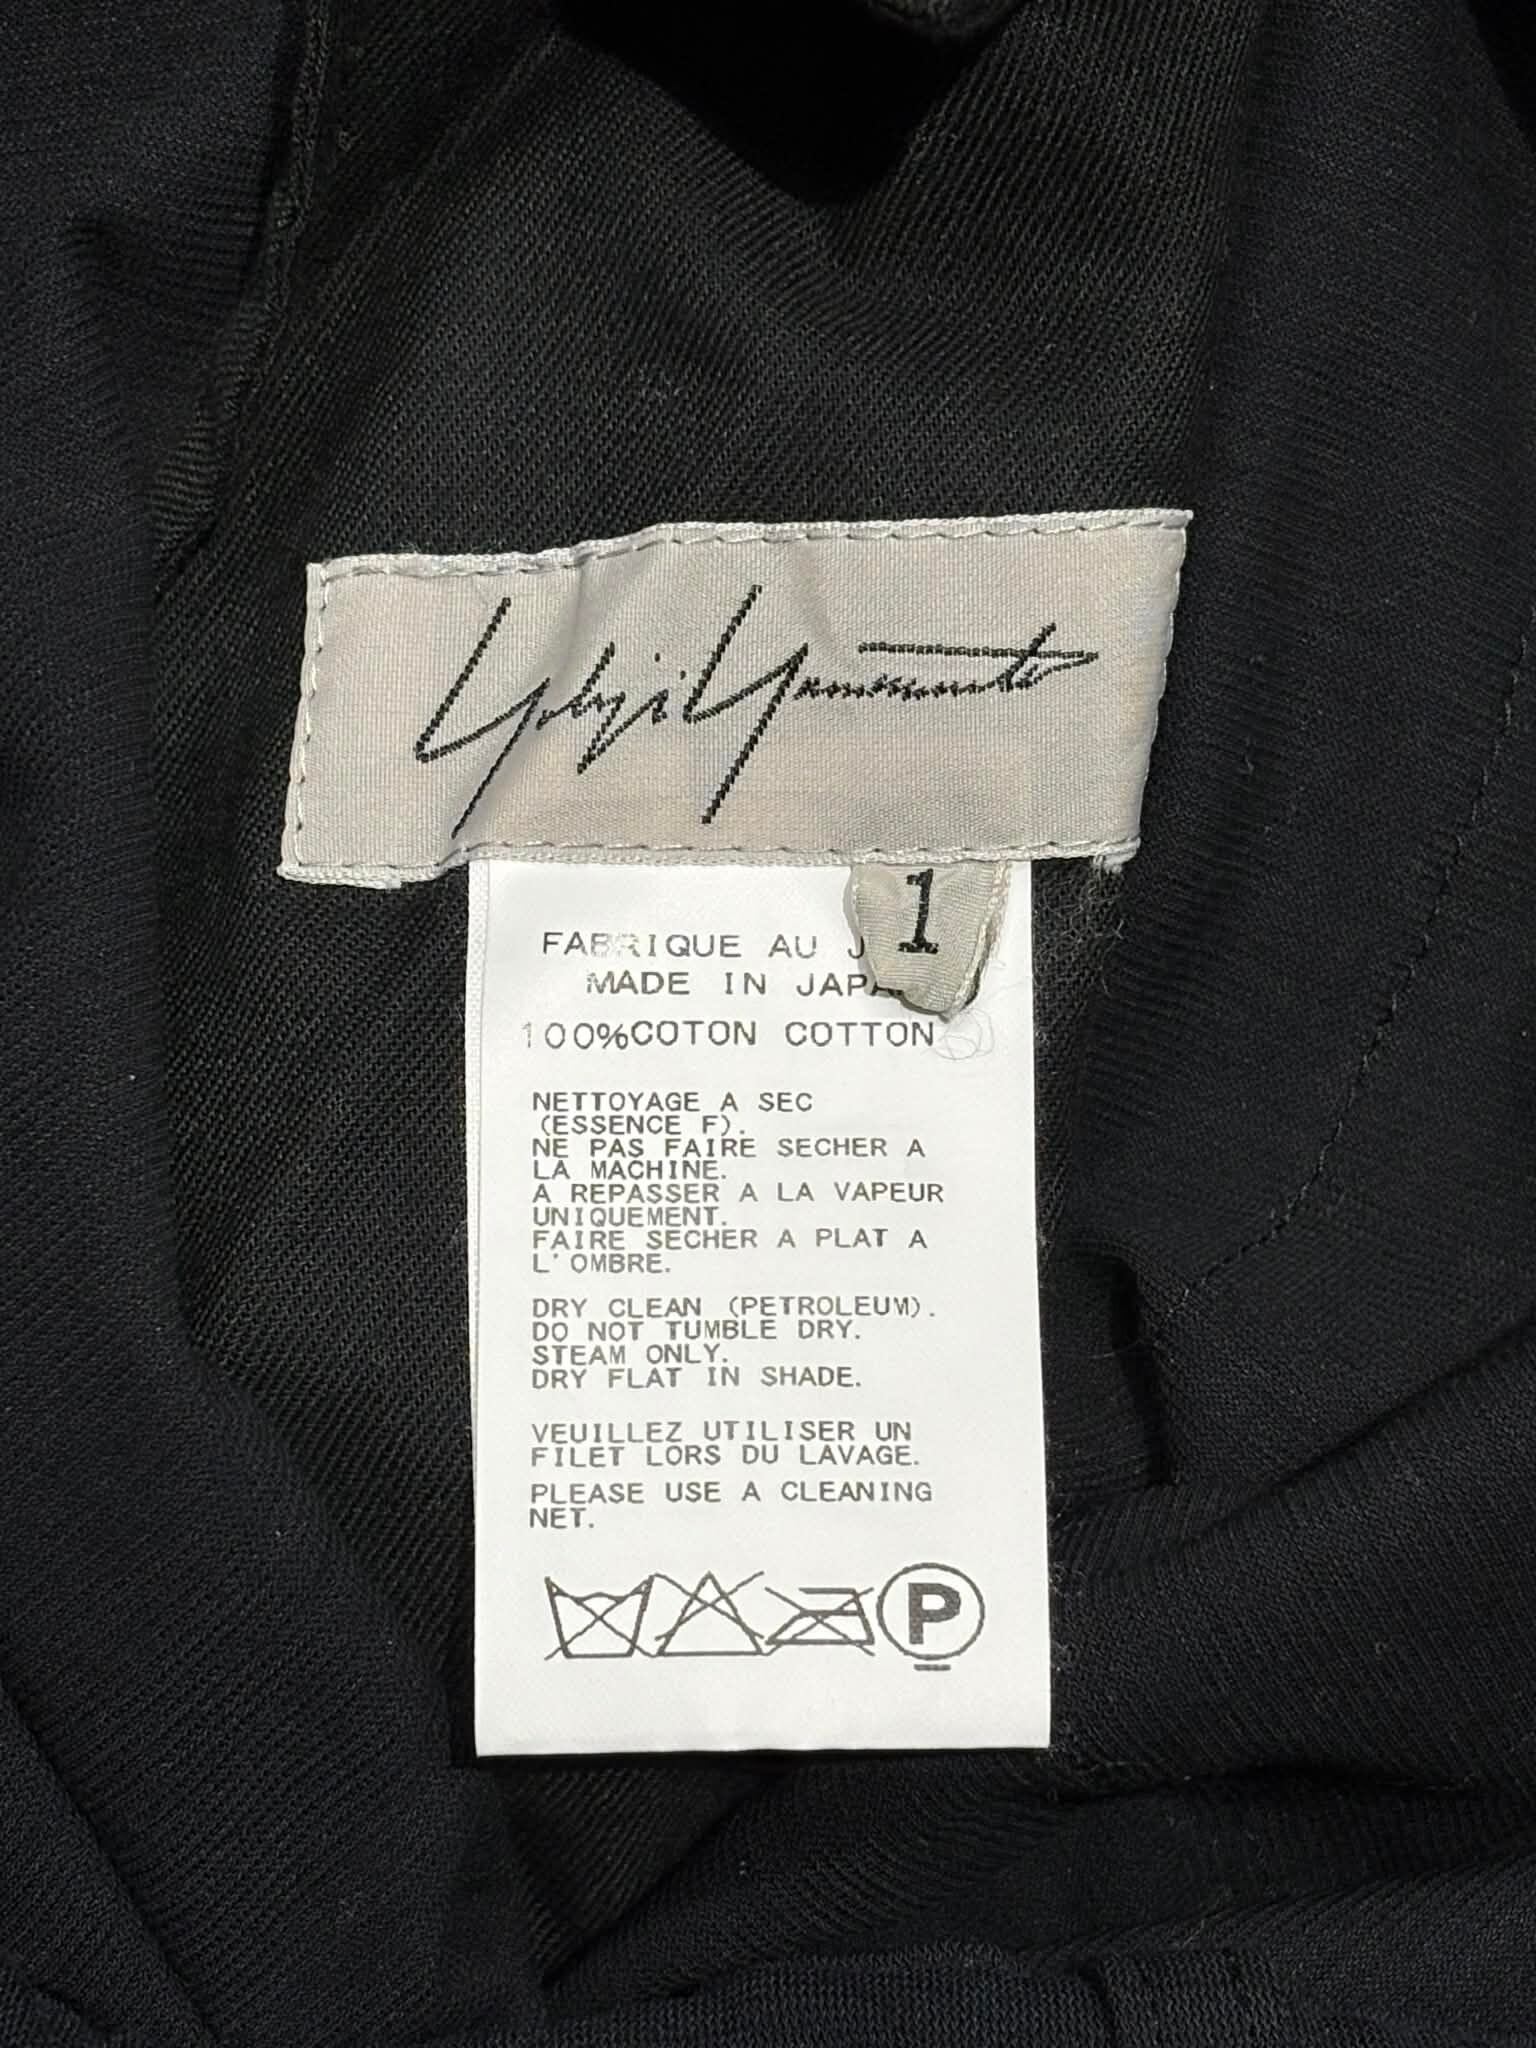 Yohji Yamamoto
1
FABRIQUE AU
MADE IN
100%COTON COTTON
NETTOYAGE A SEC
(ESSENCE F).
NE PAS FAIRE SECHER A
LA MACHINE.
A REPASSER A LA VAPEUR
UNIQUEMENT.
FAIRE SECHER A PLAT A
L'OMBRE.
DRY CLEAN (PETROLEUM).
DO NOT TUMBLE DRY.
STEAM ONLY.
DRY FLAT IN SHADE.
VEUILLEZ UTILISER UN
FILET LORS DU LAVAGE.
PLEASE USE A CLEANING
NET.
P